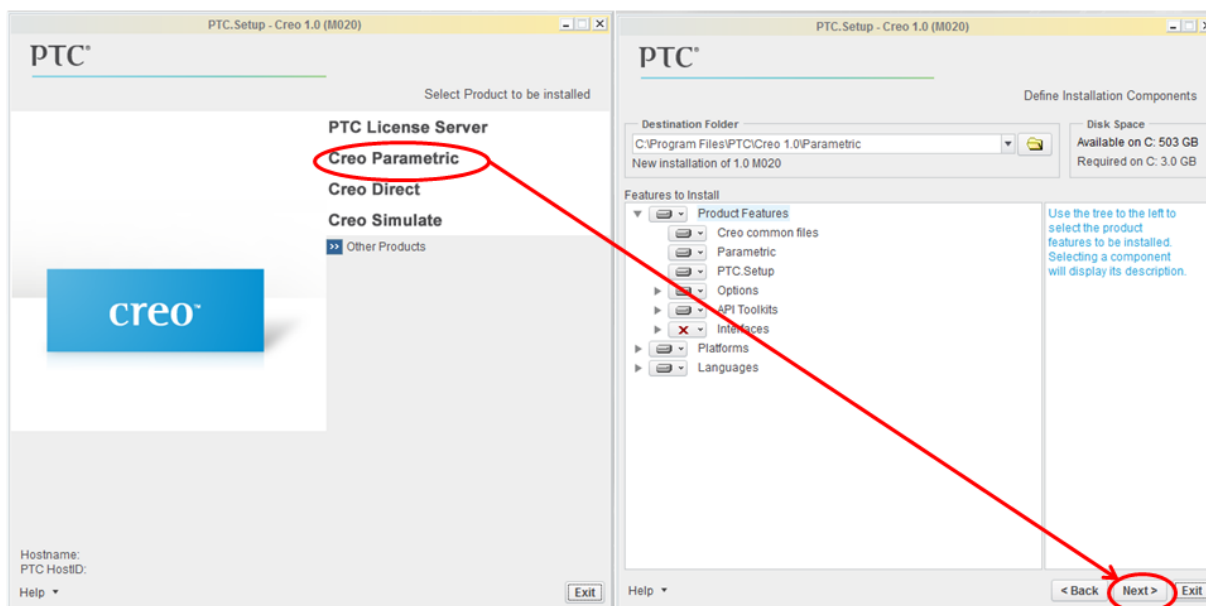 PTC.Setup - Creo 1.0 (M020)
PTC®
Select Product to be installed
PTC License Server
Creo Parametric
Creo Direct
Creo Simulate
>> Other Products
creo™
Hostname:
PTC HostID:
Help
Exit
PTC.Setup - Creo 1.0 (M020)
PTC®
Define Installation Components
Destination Folder
C:\Program Files\PTC\Creo 1.0\Parametric
New installation of 1.0 M020
Disk Space
Available on C: 503 GB
Required on C: 3.0 GB
Features to Install
Product Features
Creo common files
Parametric
PTC.Setup
Options
API Toolkits
Interfaces
Platforms
Languages
Use the tree to the left to
select the product
features to be installed.
Selecting a component
will display its description.
Help
< Back
Next >
Exit